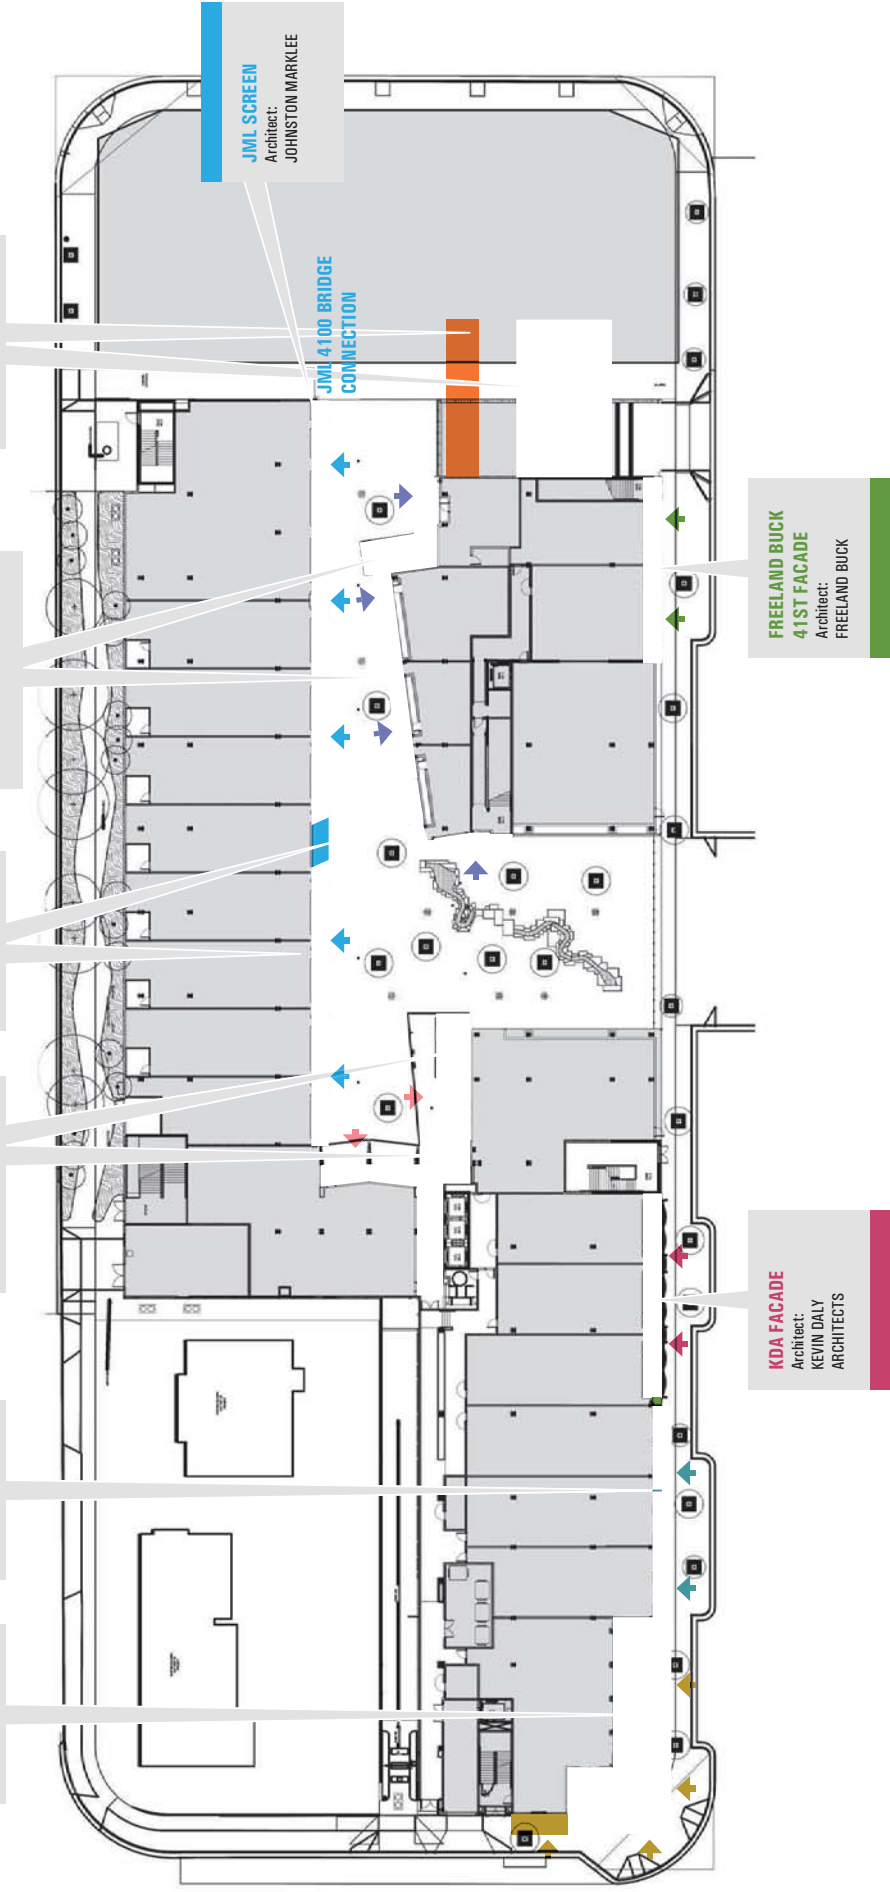 JML SCREEN
Architect:
JOHNSTON MARKLEE
JML 4100 BRIDGE
CONNECTION
FREELAND BUCK
41ST FACADE
Architect:
FREELAND BUCK
KDA FACADE
Architect:
KEVIN DALY
ARCHITECTS